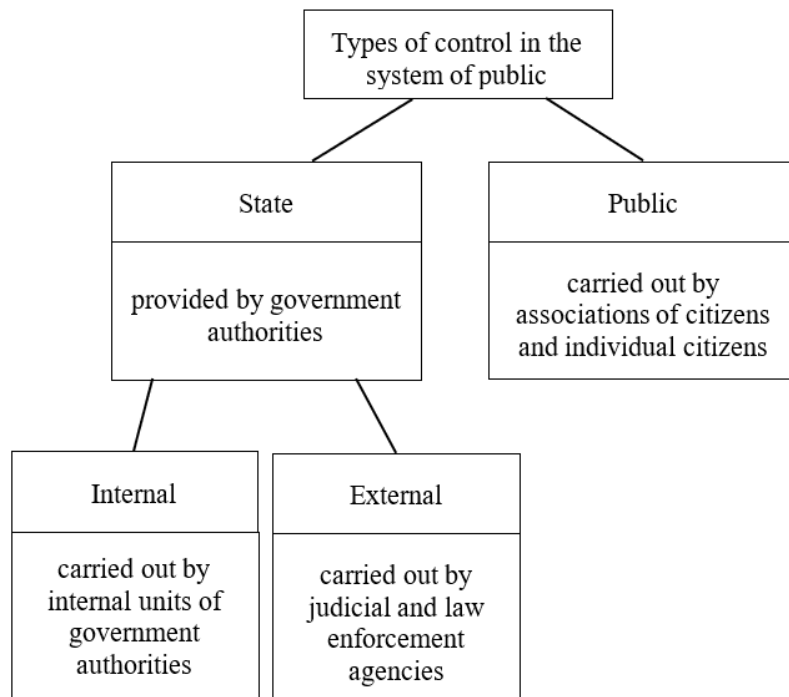 Types of control in the
system of public
State
provided by government
authorities
Public
carried out by
associations of citizens
and individual citizens
Internal
carried out by
internal units of
government
authorities
External
carried out by
judicial and law
enforcement
agencies